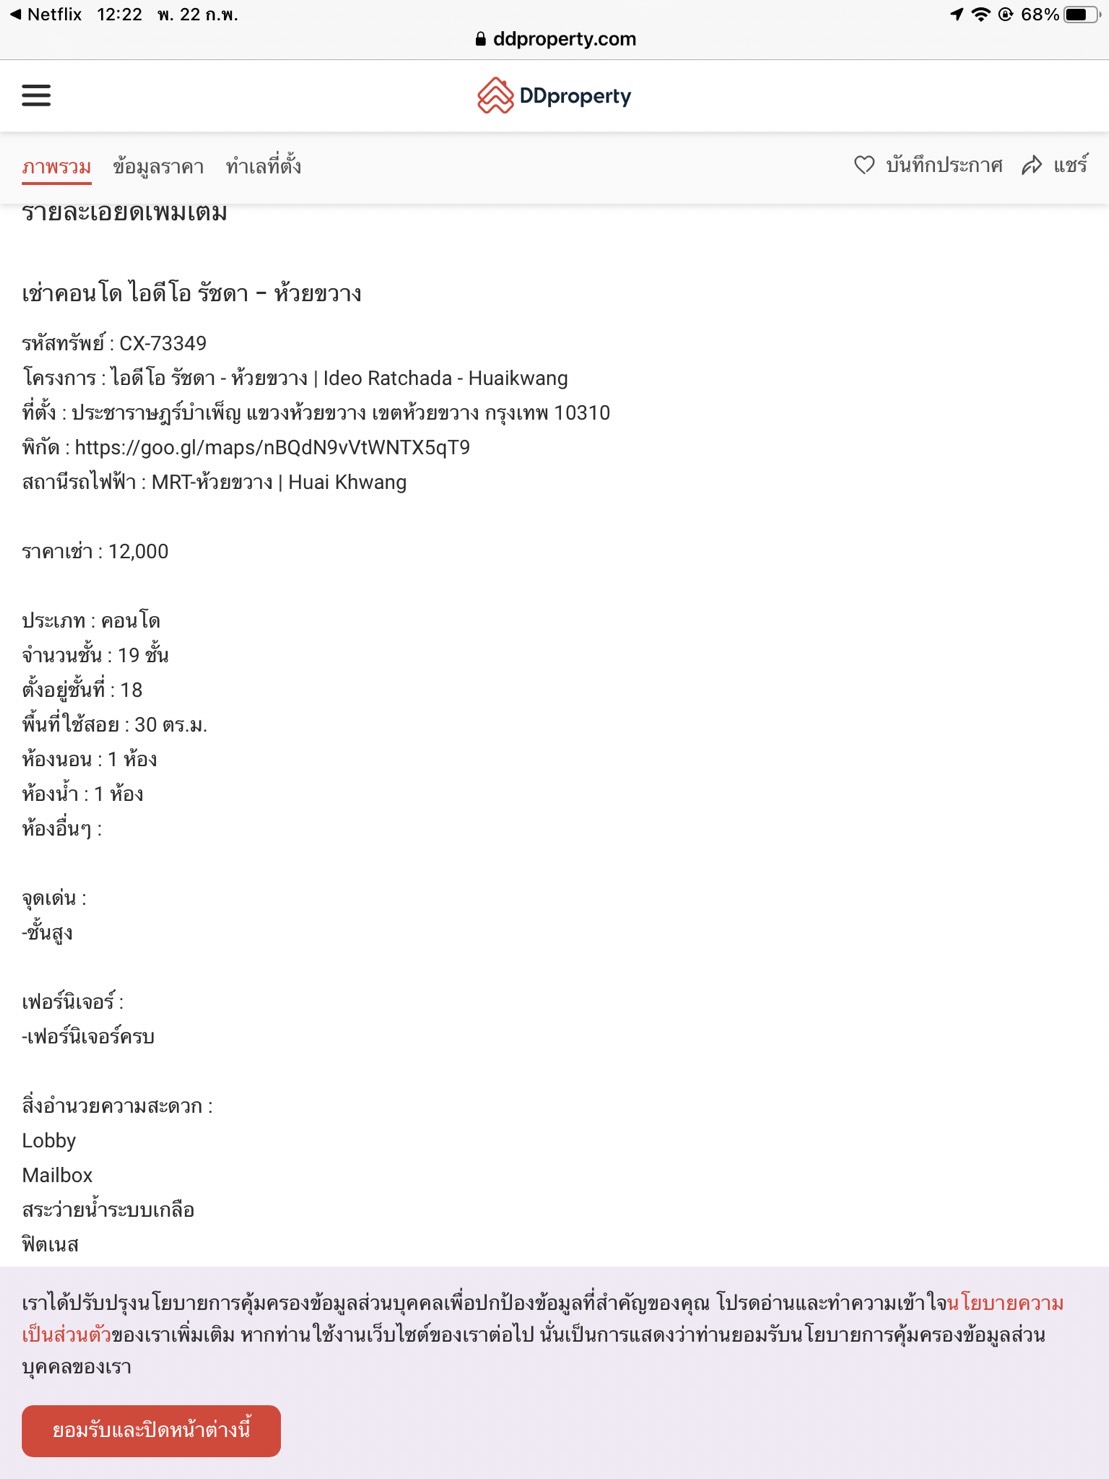 ◀ Netflix 12:22 พ. 22 ก.พ. 68%
ddproperty.com
DDproperty
ภาพรวม ข้อมูลราคา ทำเลที่ตั้ง บันทึกประกาศ แชร์
รายละเอียดเพิ่มเติม
เช่าคอนโด ไอดีโอ รัชดา – ห้วยขวาง
รหัสทรัพย์ : CX-73349
โครงการ : ไอดีโอ รัชดา - ห้วยขวาง | Ideo Ratchada - Huaikwang
ที่ตั้ง : ประชาราษฎร์บำเพ็ญ แขวงห้วยขวาง เขตห้วยขวาง กรุงเทพ 10310
พิกัด : https://goo.gl/maps/nBQdN9vVtWNTX5qT9
สถานีรถไฟฟ้า : MRT-ห้วยขวาง | Huai Khwang
ราคาเช่า : 12,000
ประเภท : คอนโด
จำนวนชั้น : 19 ชั้น
ตั้งอยู่ชั้นที่ : 18
พื้นที่ใช้สอย : 30 ตร.ม.
ห้องนอน : 1 ห้อง
ห้องน้ำ : 1 ห้อง
ห้องอื่นๆ :
จุดเด่น :
-ชั้นสูง
เฟอร์นิเจอร์ :
-เฟอร์นิเจอร์ครบ
สิ่งอำนวยความสะดวก :
Lobby
Mailbox
สระว่ายน้ำระบบเกลือ
ฟิตเนส
เราได้ปรับปรุงนโยบายการคุ้มครองข้อมูลส่วนบุคคลเพื่อปกป้องข้อมูลที่สำคัญของคุณ โปรดอ่านและทำความเข้าใจนโยบายความ
เป็นส่วนตัวของเราเพิ่มเติม หากท่านใช้งานเว็บไซต์ของเราต่อไป นั่นเป็นการแสดงว่าท่านยอมรับนโยบายการคุ้มครองข้อมูลส่วน
บุคคลของเรา
ยอมรับและปิดหน้าต่างนี้